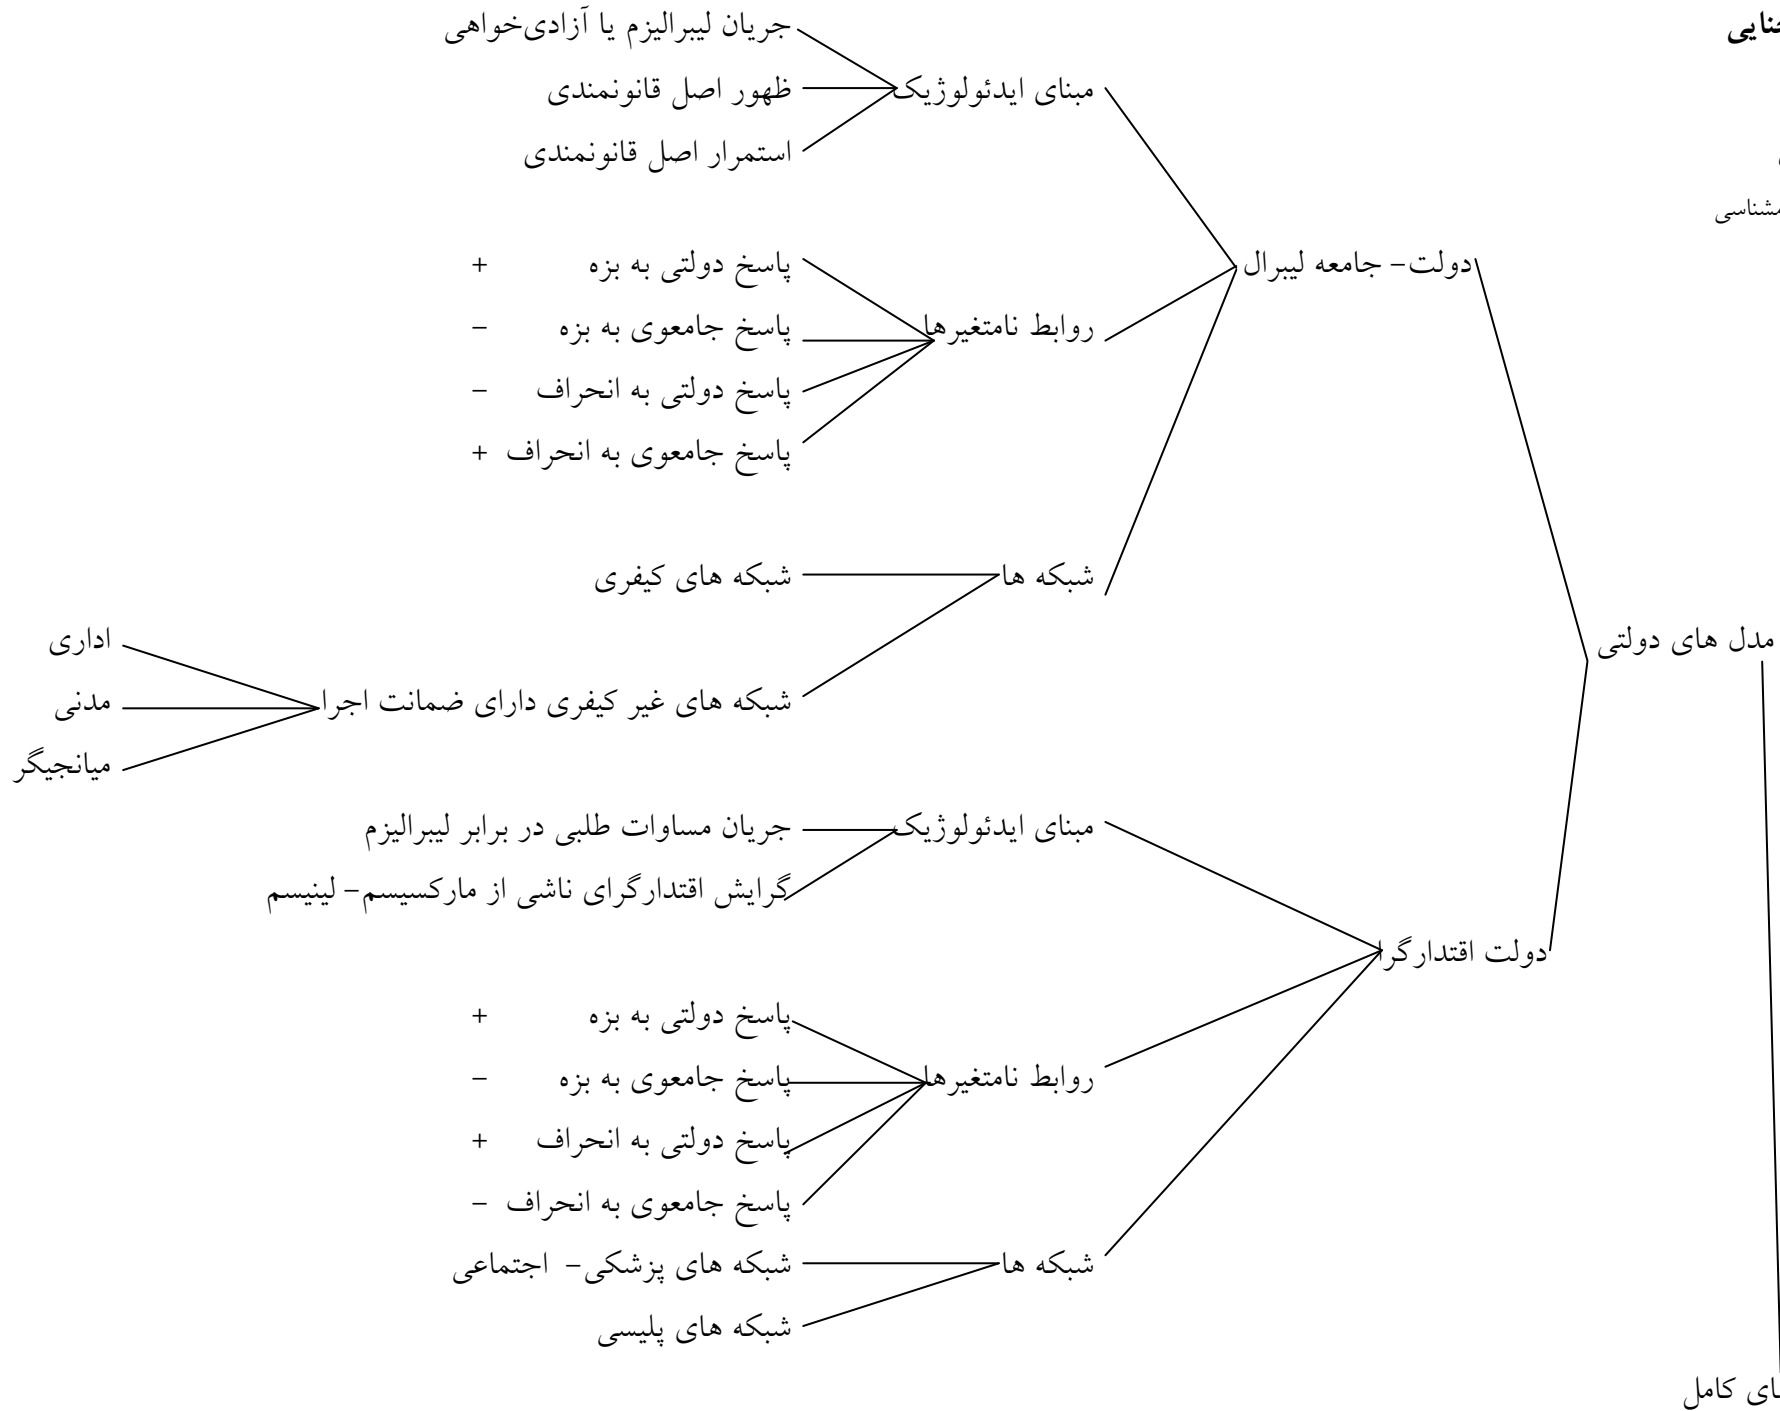 جریان لیبرالیزم یا آزادی‌خواهی
مبنای ایدئولوژیک
ظهور اصل قانونمندی
استمرار اصل قانونمندی
دولت- جامعه لیبرال
پاسخ دولتی به بزه +
روابط نامتغیرها
پاسخ جامعوی به بزه -
پاسخ دولتی به انحراف -
پاسخ جامعوی به انحراف +
شبکه ها
شبکه های کیفری
مدل های دولتی
شبکه های غیر کیفری دارای ضمانت اجرا
اداری
مدنی
میانجیگر
مبنای ایدئولوژیک
جریان مساوات طلبی در برابر لیبرالیزم
گرایش اقتدارگرای ناشی از مارکسیسم- لینیسم
دولت اقتدارگرا
پاسخ دولتی به بزه +
روابط نامتغیرها
پاسخ جامعوی به بزه -
پاسخ دولتی به انحراف +
پاسخ جامعوی به انحراف -
شبکه ها
شبکه های پزشکی- اجتماعی
شبکه های پلیسی
کامل